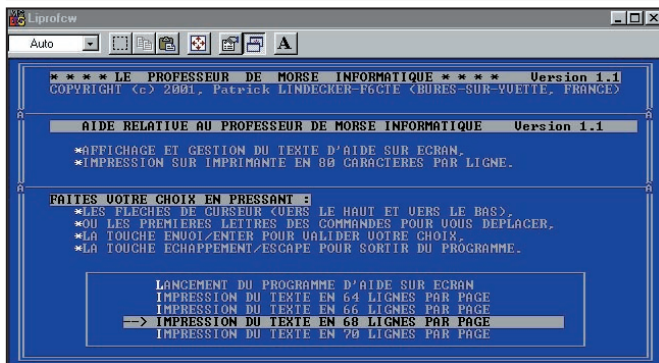 Liprofcw
Auto A
* * * * LE PROFESSEUR DE MORSE INFORMATIQUE * * * * Version 1.1
COPYRIGHT (c) 2001, Patrick LINDECKER-F6CTE (BURES-SUR-YVETTE, FRANCE)
AIDE RELATIVE AU PROFESSEUR DE MORSE INFORMATIQUE Version 1.1
*AFFICHAGE ET GESTION DU TEXTE D'AIDE SUR ECRAN,
*IMPRESSION SUR IMPRIMANTE EN 80 CARACTERES PAR LIGNE.
FAITES VOTRE CHOIX EN PRESSANT :
*LES FLECHES DE CURSEUR (VERS LE HAUT ET VERS LE BAS),
*OU LES PREMIERES LETTRES DES COMMANDES POUR VOUS DEPLACER,
*LA TOUCHE ENVOI/ENTER POUR VALIDER VOTRE CHOIX,
*LA TOUCHE ECHAPPEMENT/ESCAPE POUR SORTIR DU PROGRAMME.
LANCEMENT DU PROGRAMME D'AIDE SUR ECRAN
IMPRESSION DU TEXTE EN 64 LIGNES PAR PAGE
IMPRESSION DU TEXTE EN 66 LIGNES PAR PAGE
--> IMPRESSION DU TEXTE EN 68 LIGNES PAR PAGE
IMPRESSION DU TEXTE EN 70 LIGNES PAR PAGE